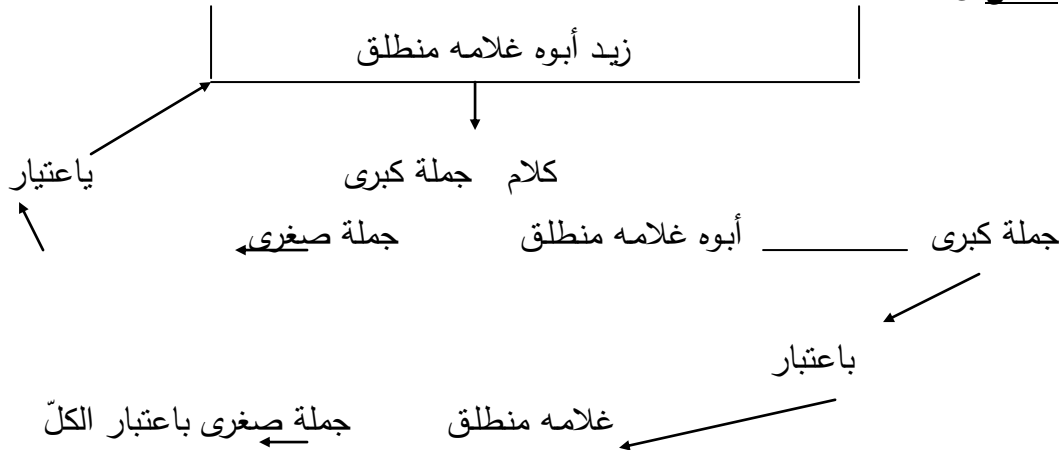 زيد أبوه غلامه منطلق
كلام جملة كبرى ياعتيار
جملة كبرى أبوه غلامه منطلق جملة صغرى
باعتبار
غلامه منطلق جملة صغرى باعتبار الكلّ